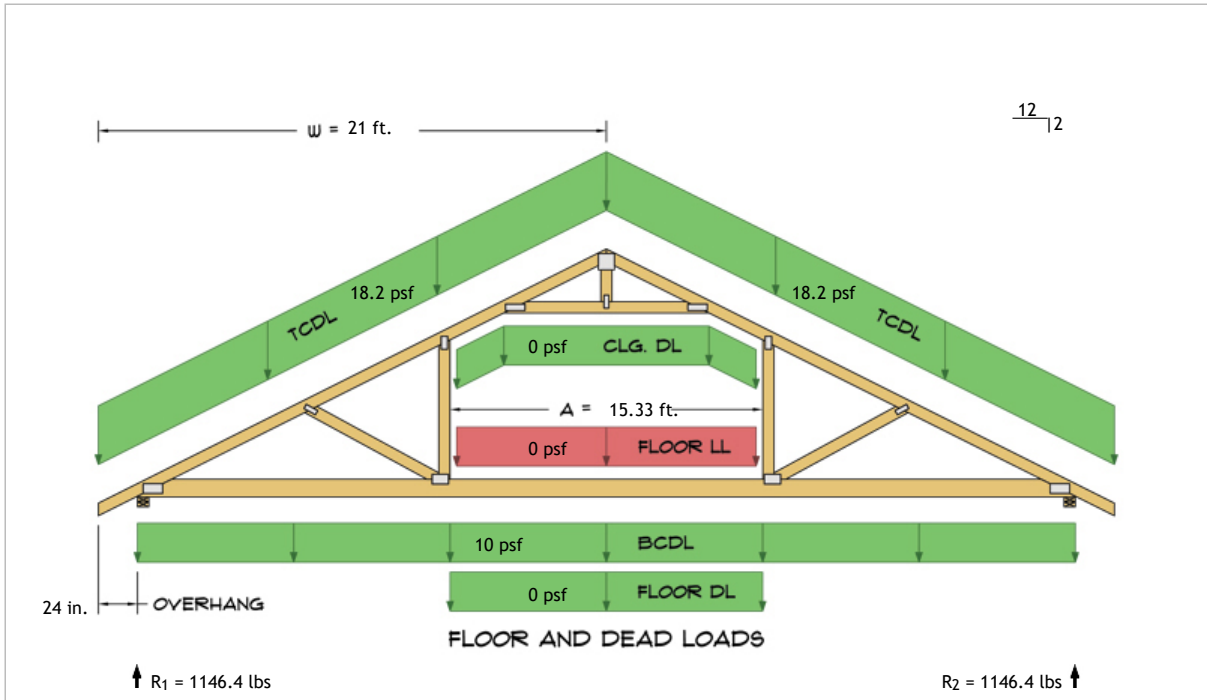 12
2
W = 21 ft.
18.2 psf
TCDL
18.2 psf
TCDL
0 psf CLG. DL
A = 15.33 ft.
0 psf FLOOR LL
10 psf BCDL
0 psf FLOOR DL
24 in. OVERHANG
FLOOR AND DEAD LOADS
R1 = 1146.4 lbs
R2 = 1146.4 lbs